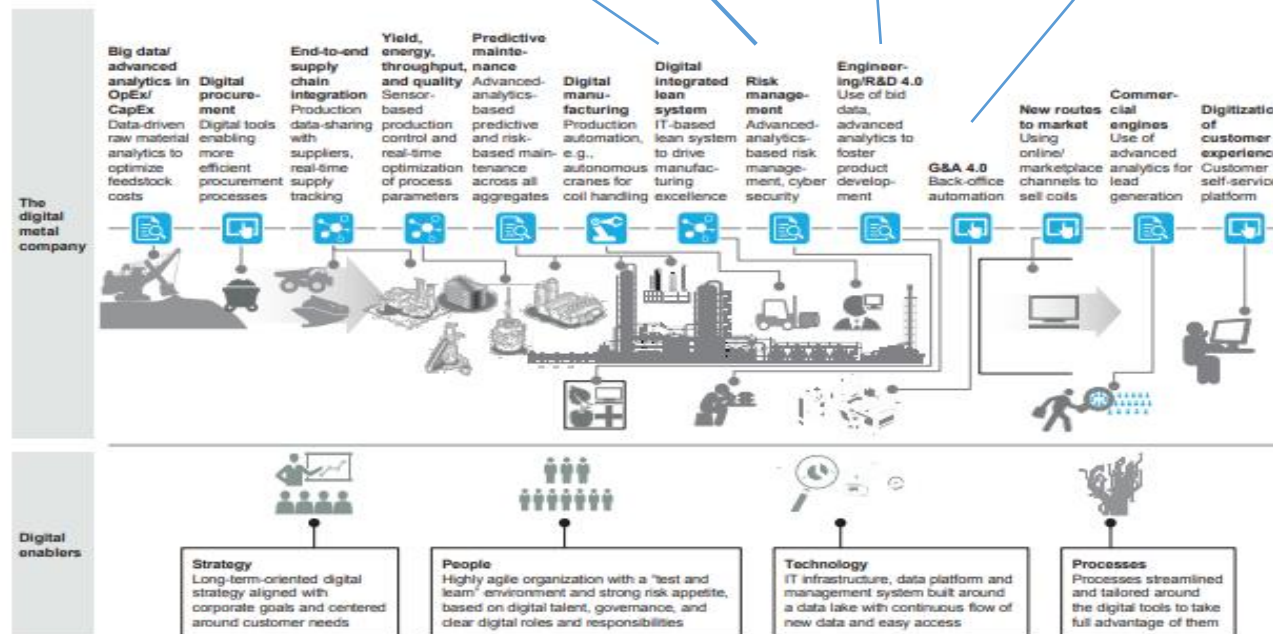 The
digital
metal
company
Big data/
advanced
analytics in
OpEx/
CapEx
Data-driven
raw material
analytics to
optimize
feedstock
costs
Digital
procure-
ment
Digital tools
enabling
more
efficient
procurement
processes
End-to-end
supply
chain
integration
Production
data-sharing
with
suppliers,
real-time
supply
tracking
Yield,
energy,
throughput,
and quality
Sensor-
based
production
control and
real-time
optimization
of process
parameters
Predictive
mainte-
nance
Advanced-
analytics-
based
predictive
and risk-
based main-
tenance
across all
aggregates
Digital
manu-
facturing
Production
automation,
e.g.,
autonomous
cranes for
coil handling
Digital
integrated
lean
system
IT-based
lean system
to drive
manufac-
turing
excellence
Risk
manage-
ment
Advanced-
analytics-
based risk
manage-
ment, cyber
security
Engineer-
ing/R&D 4.0
Use of bid
data,
advanced
analytics to
foster
product
develop-
ment
G&A 4.0
Back-office
automation
New routes
to market
Using
online/
marketplace
channels to
sell coils
Commer-
cial
engines
Use of
advanced
analytics for
lead
generation
Digitization
of
customer
experience
Customer
self-service
platform
Digital
enablers
Strategy
Long-term-oriented digital
strategy aligned with
corporate goals and centered
around customer needs
People
Highly agile organization with a "test and
learn" environment and strong risk appetite,
based on digital talent, governance, and
clear digital roles and responsibilities
Technology
IT infrastructure, data platform and
management system built around
a data lake with continuous flow of
new data and easy access
Processes
Processes streamlined
and tailored around
the digital tools to take
full advantage of them